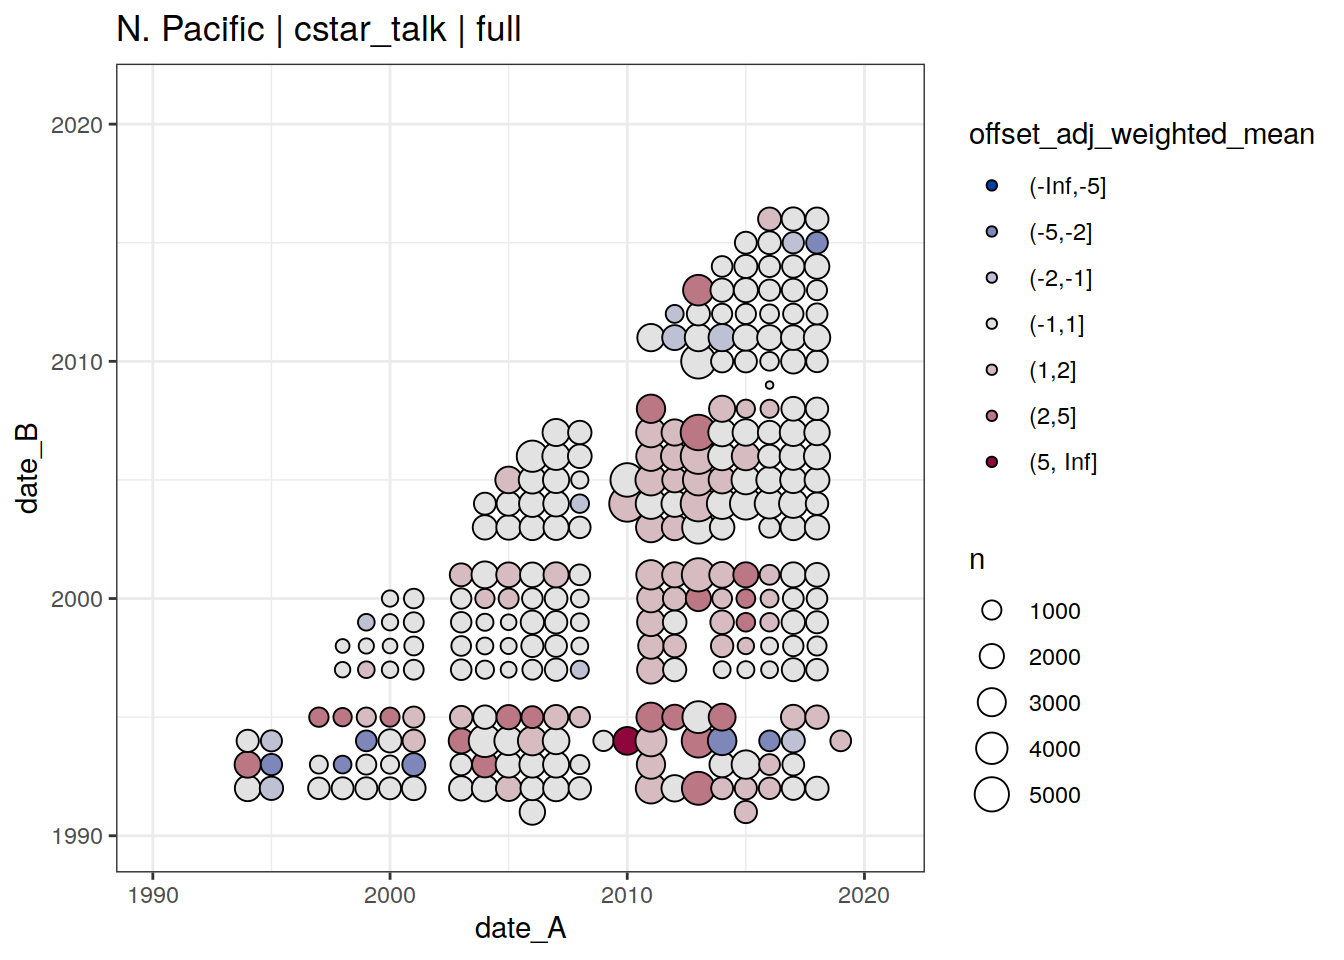 N. Pacific | cstar_talk | full
2020
2010
2000
1990
date_B
1990
2000
2010
2020
date_A
offset_adj_weighted_mean
(-Inf,-5]
(-5,-2]
(-2,-1]
(-1,1]
(1,2]
(2,5]
(5, Inf]
n
1000
2000
3000
4000
5000